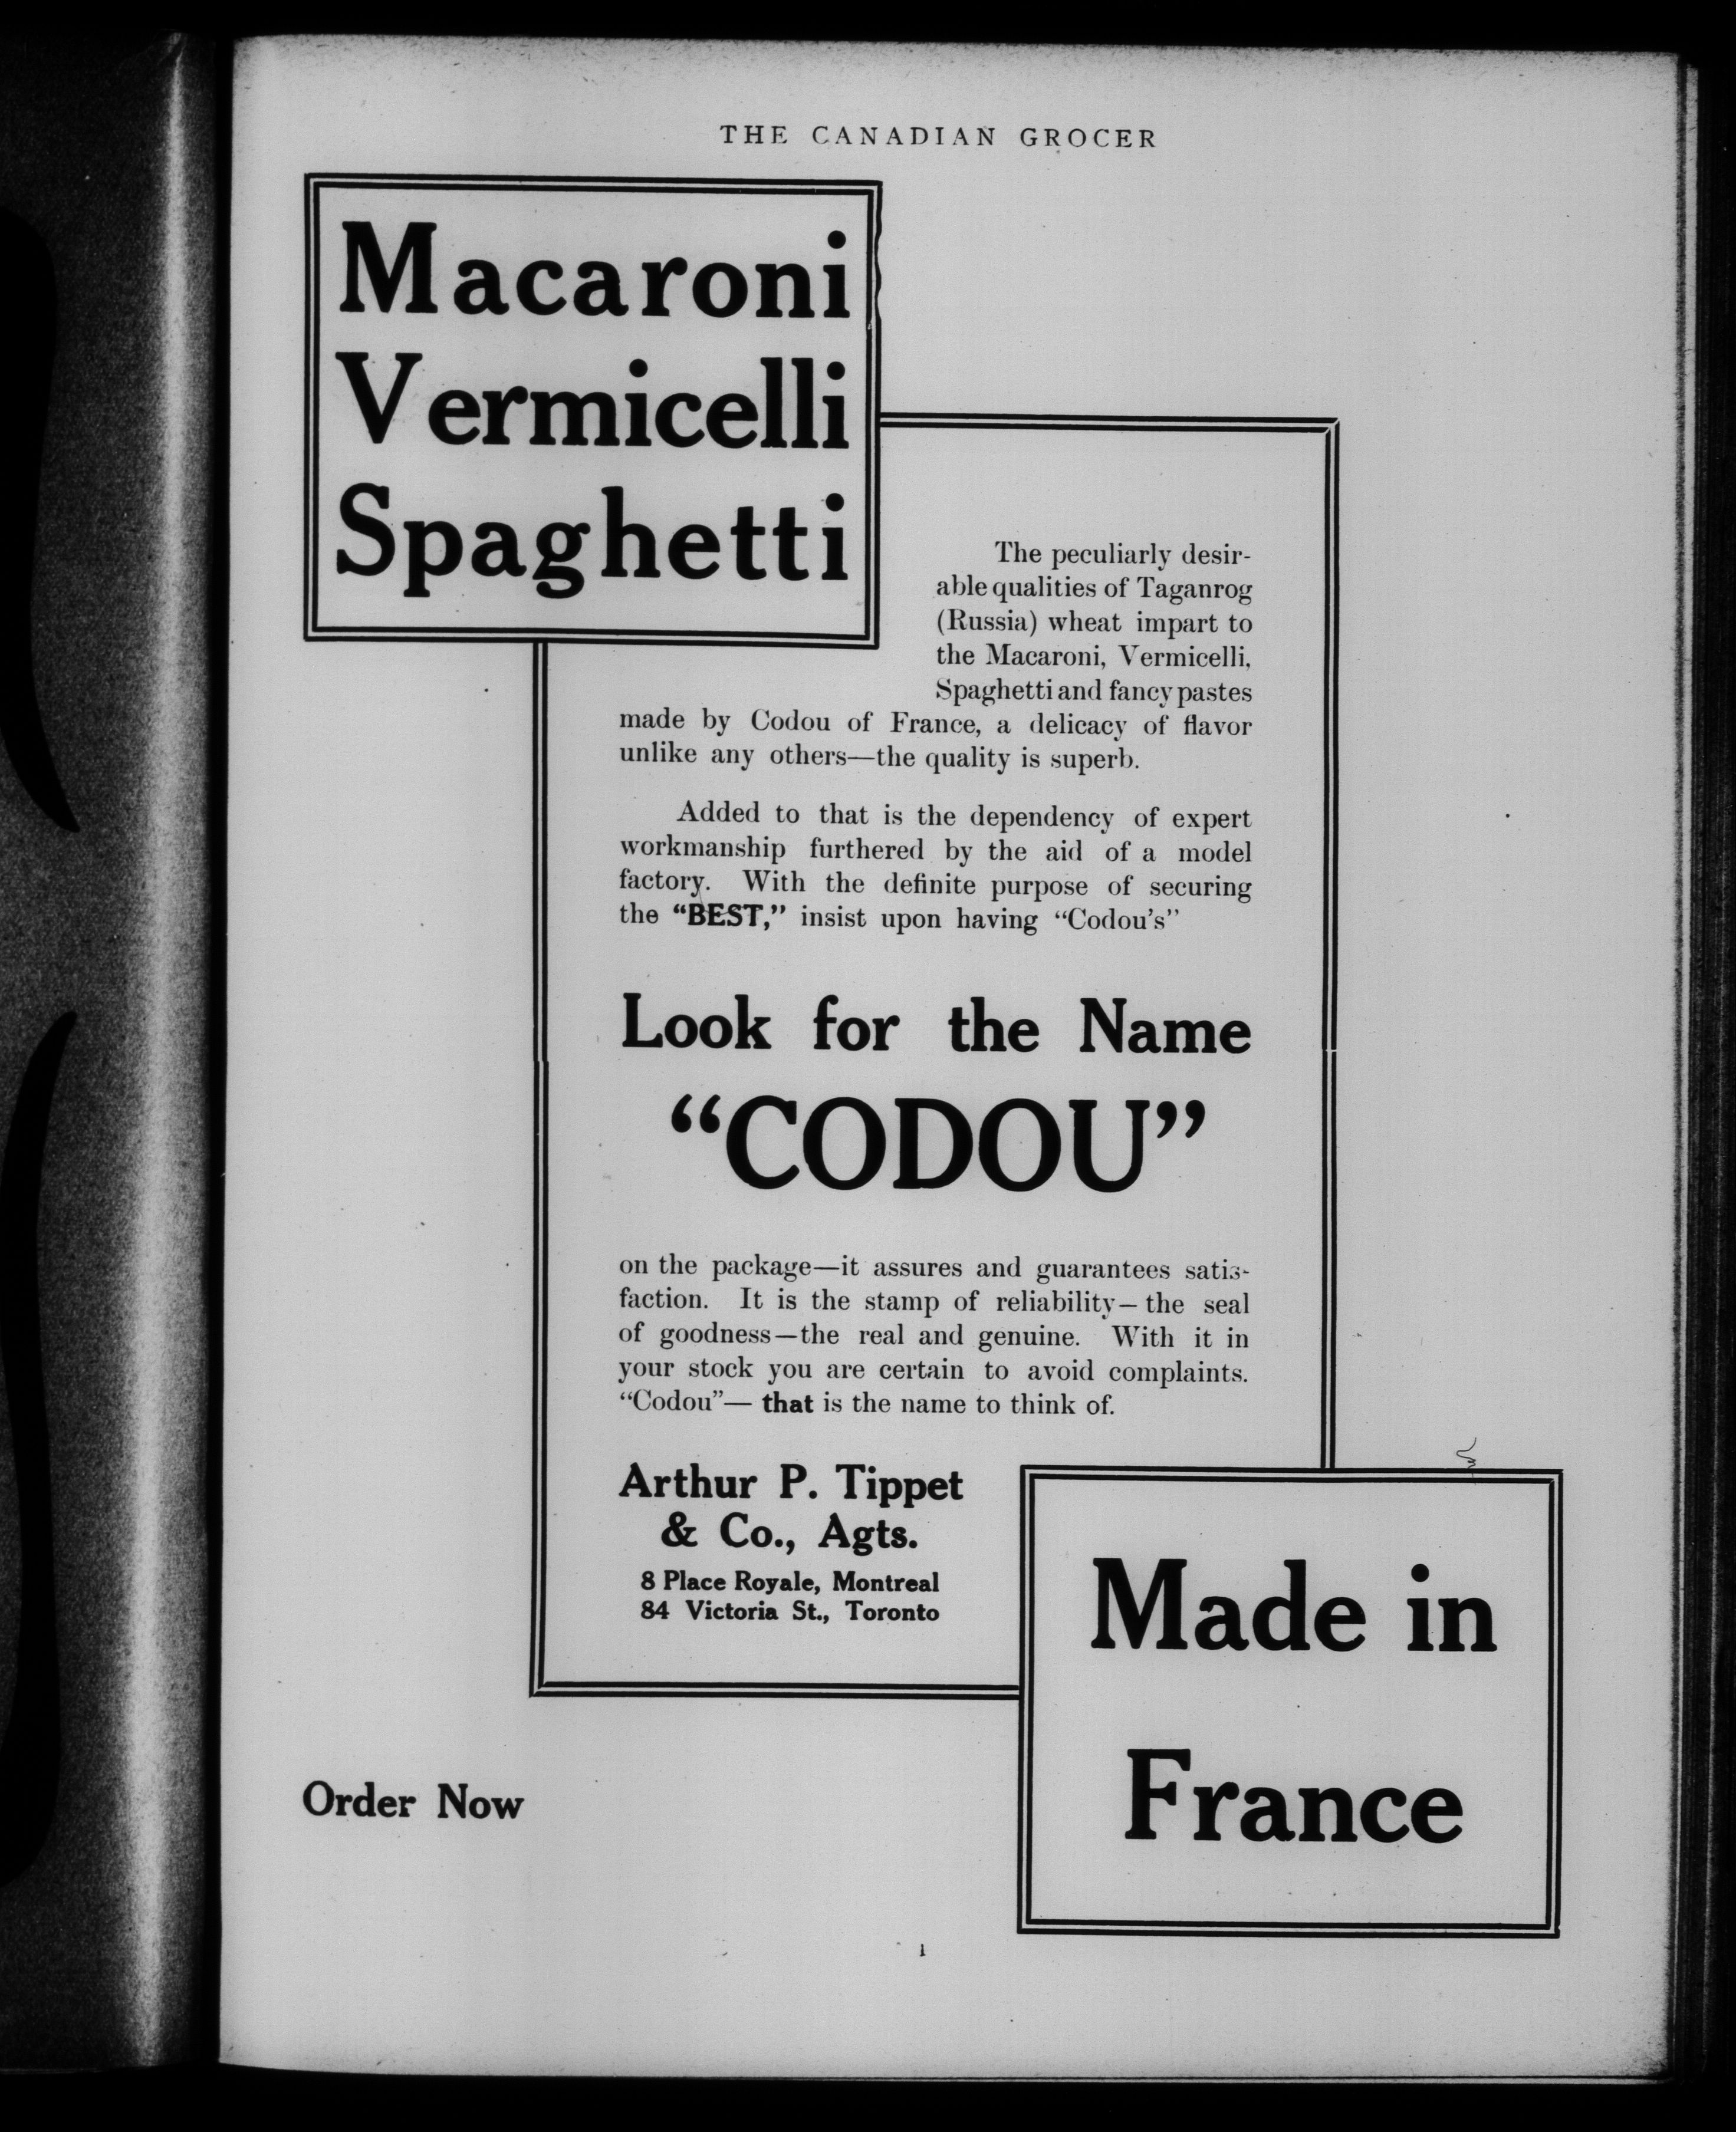 THE CANADIAN GROCER
Macaroni
Vermicelli
Spaghetti
The peculiarly desir-
able qualities of Taganrog
(Russia) wheat impart to
the Macaroni, Vermicelli,
Spaghetti and fancy pastes
made by Codou of France, a delicacy of flavor
unlike any others—the quality is superb.
Added to that is the dependency of expert
workmanship furthered by the aid of a model
factory. With the definite purpose of securing
the “BEST,” insist upon having “Codou’s”
Look for the Name
“CODOU”
on the package—it assures and guarantees satis-
faction. It is the stamp of reliability—the seal
of goodness—the real and genuine. With it in
your stock you are certain to avoid complaints.
“Codou”— that is the name to think of.
Arthur P. Tippet
& Co., Agts.
8 Place Royale, Montreal
84 Victoria St., Toronto
Made in
France
Order Now
1